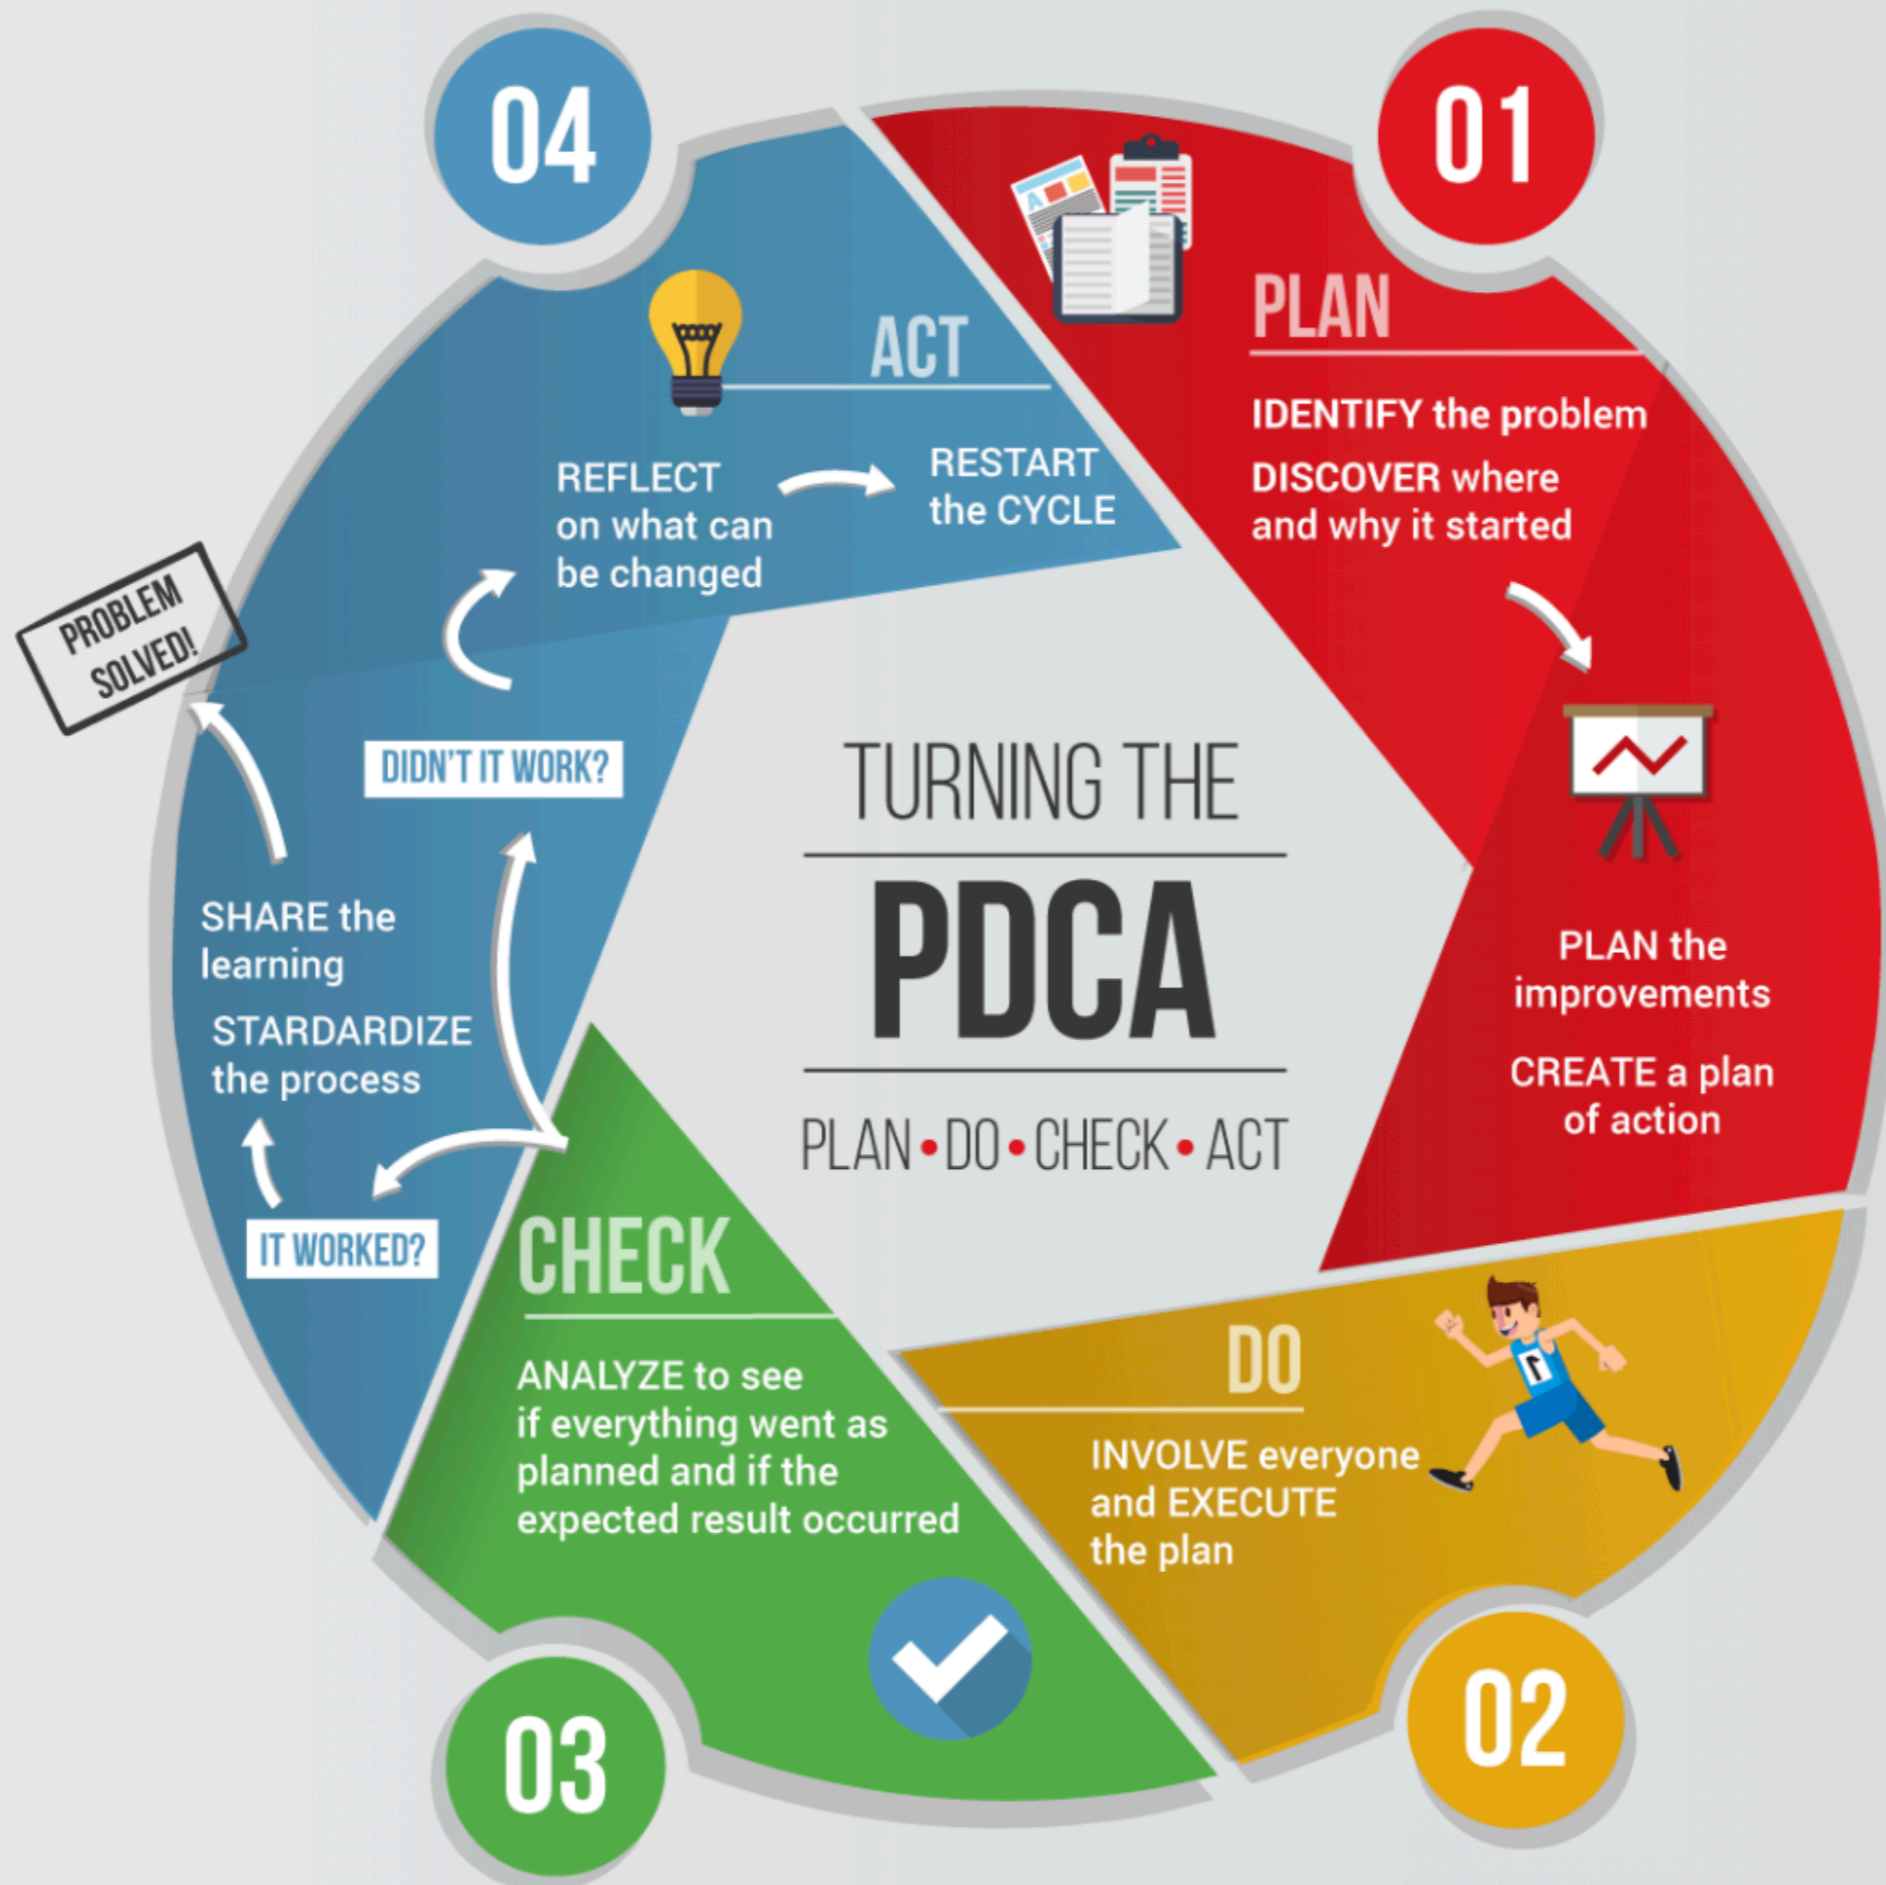 TURNING THE
PDCA
PLAN • DO • CHECK • ACT
01
PLAN
IDENTIFY the problem
DISCOVER where
and why it started
PLAN the
improvements
CREATE a plan
of action
02
DO
INVOLVE everyone
and EXECUTE
the plan
1
03
CHECK
ANALYZE to see
if everything went as
planned and if the
expected result occurred
04
ACT
IT WORKED?
STARDARDIZE
the process
SHARE the
learning
PROBLEM
SOLVED!
DIDN'T IT WORK?
REFLECT
on what can
be changed
RESTART
the CYCLE
A